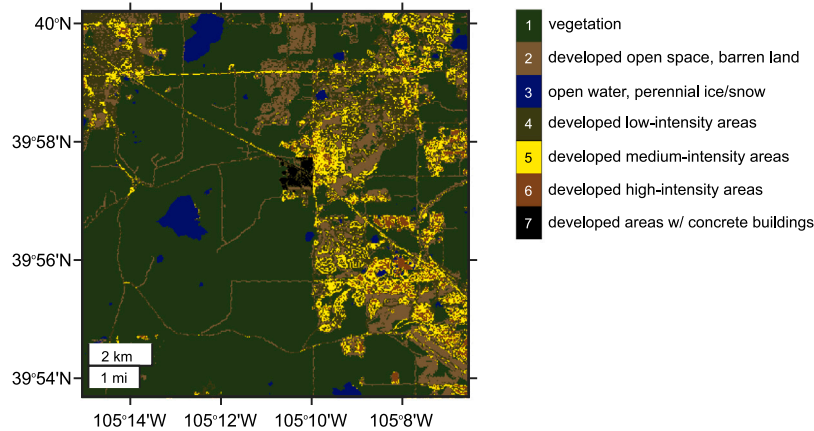 40°N
39°58'N
39°56'N
39°54'N
2 km
1 mi
105°14'W 105°12'W 105°10'W 105°8'W
1 vegetation
2 developed open space, barren land
3 open water, perennial ice/snow
4 developed low-intensity areas
5 developed medium-intensity areas
6 developed high-intensity areas
7 developed areas w/ concrete buildings